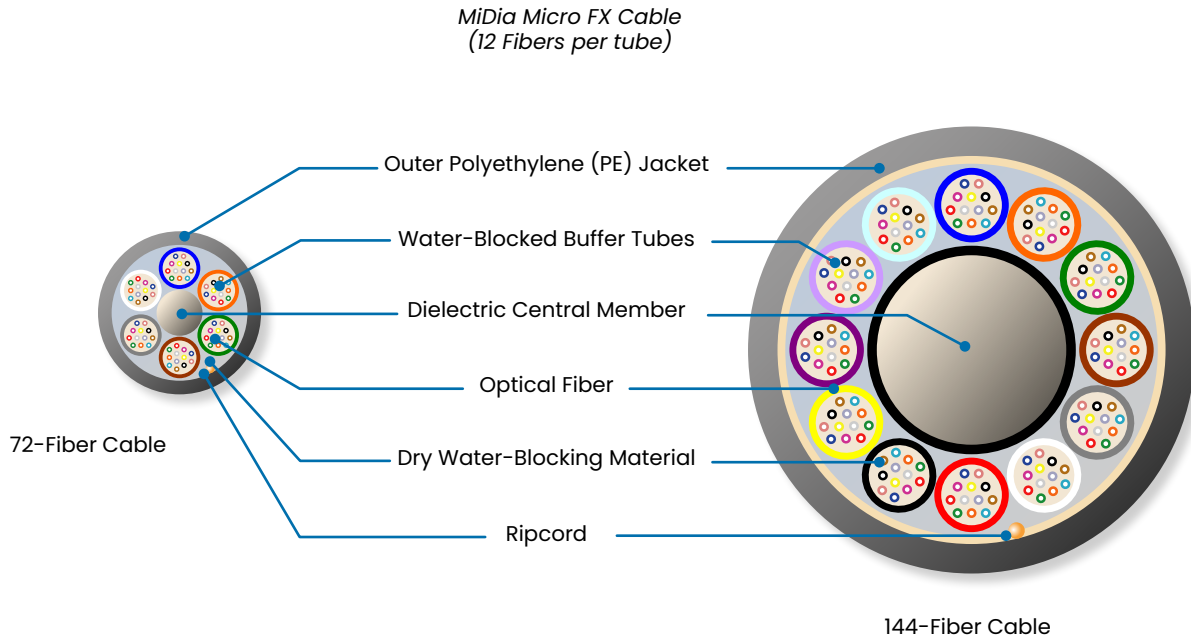 MiDia Micro FX Cable
(12 Fibers per tube)
Outer Polyethylene (PE) Jacket
Water-Blocked Buffer Tubes
Dielectric Central Member
Optical Fiber
72-Fiber Cable
Dry Water-Blocking Material
Ripcord
144-Fiber Cable